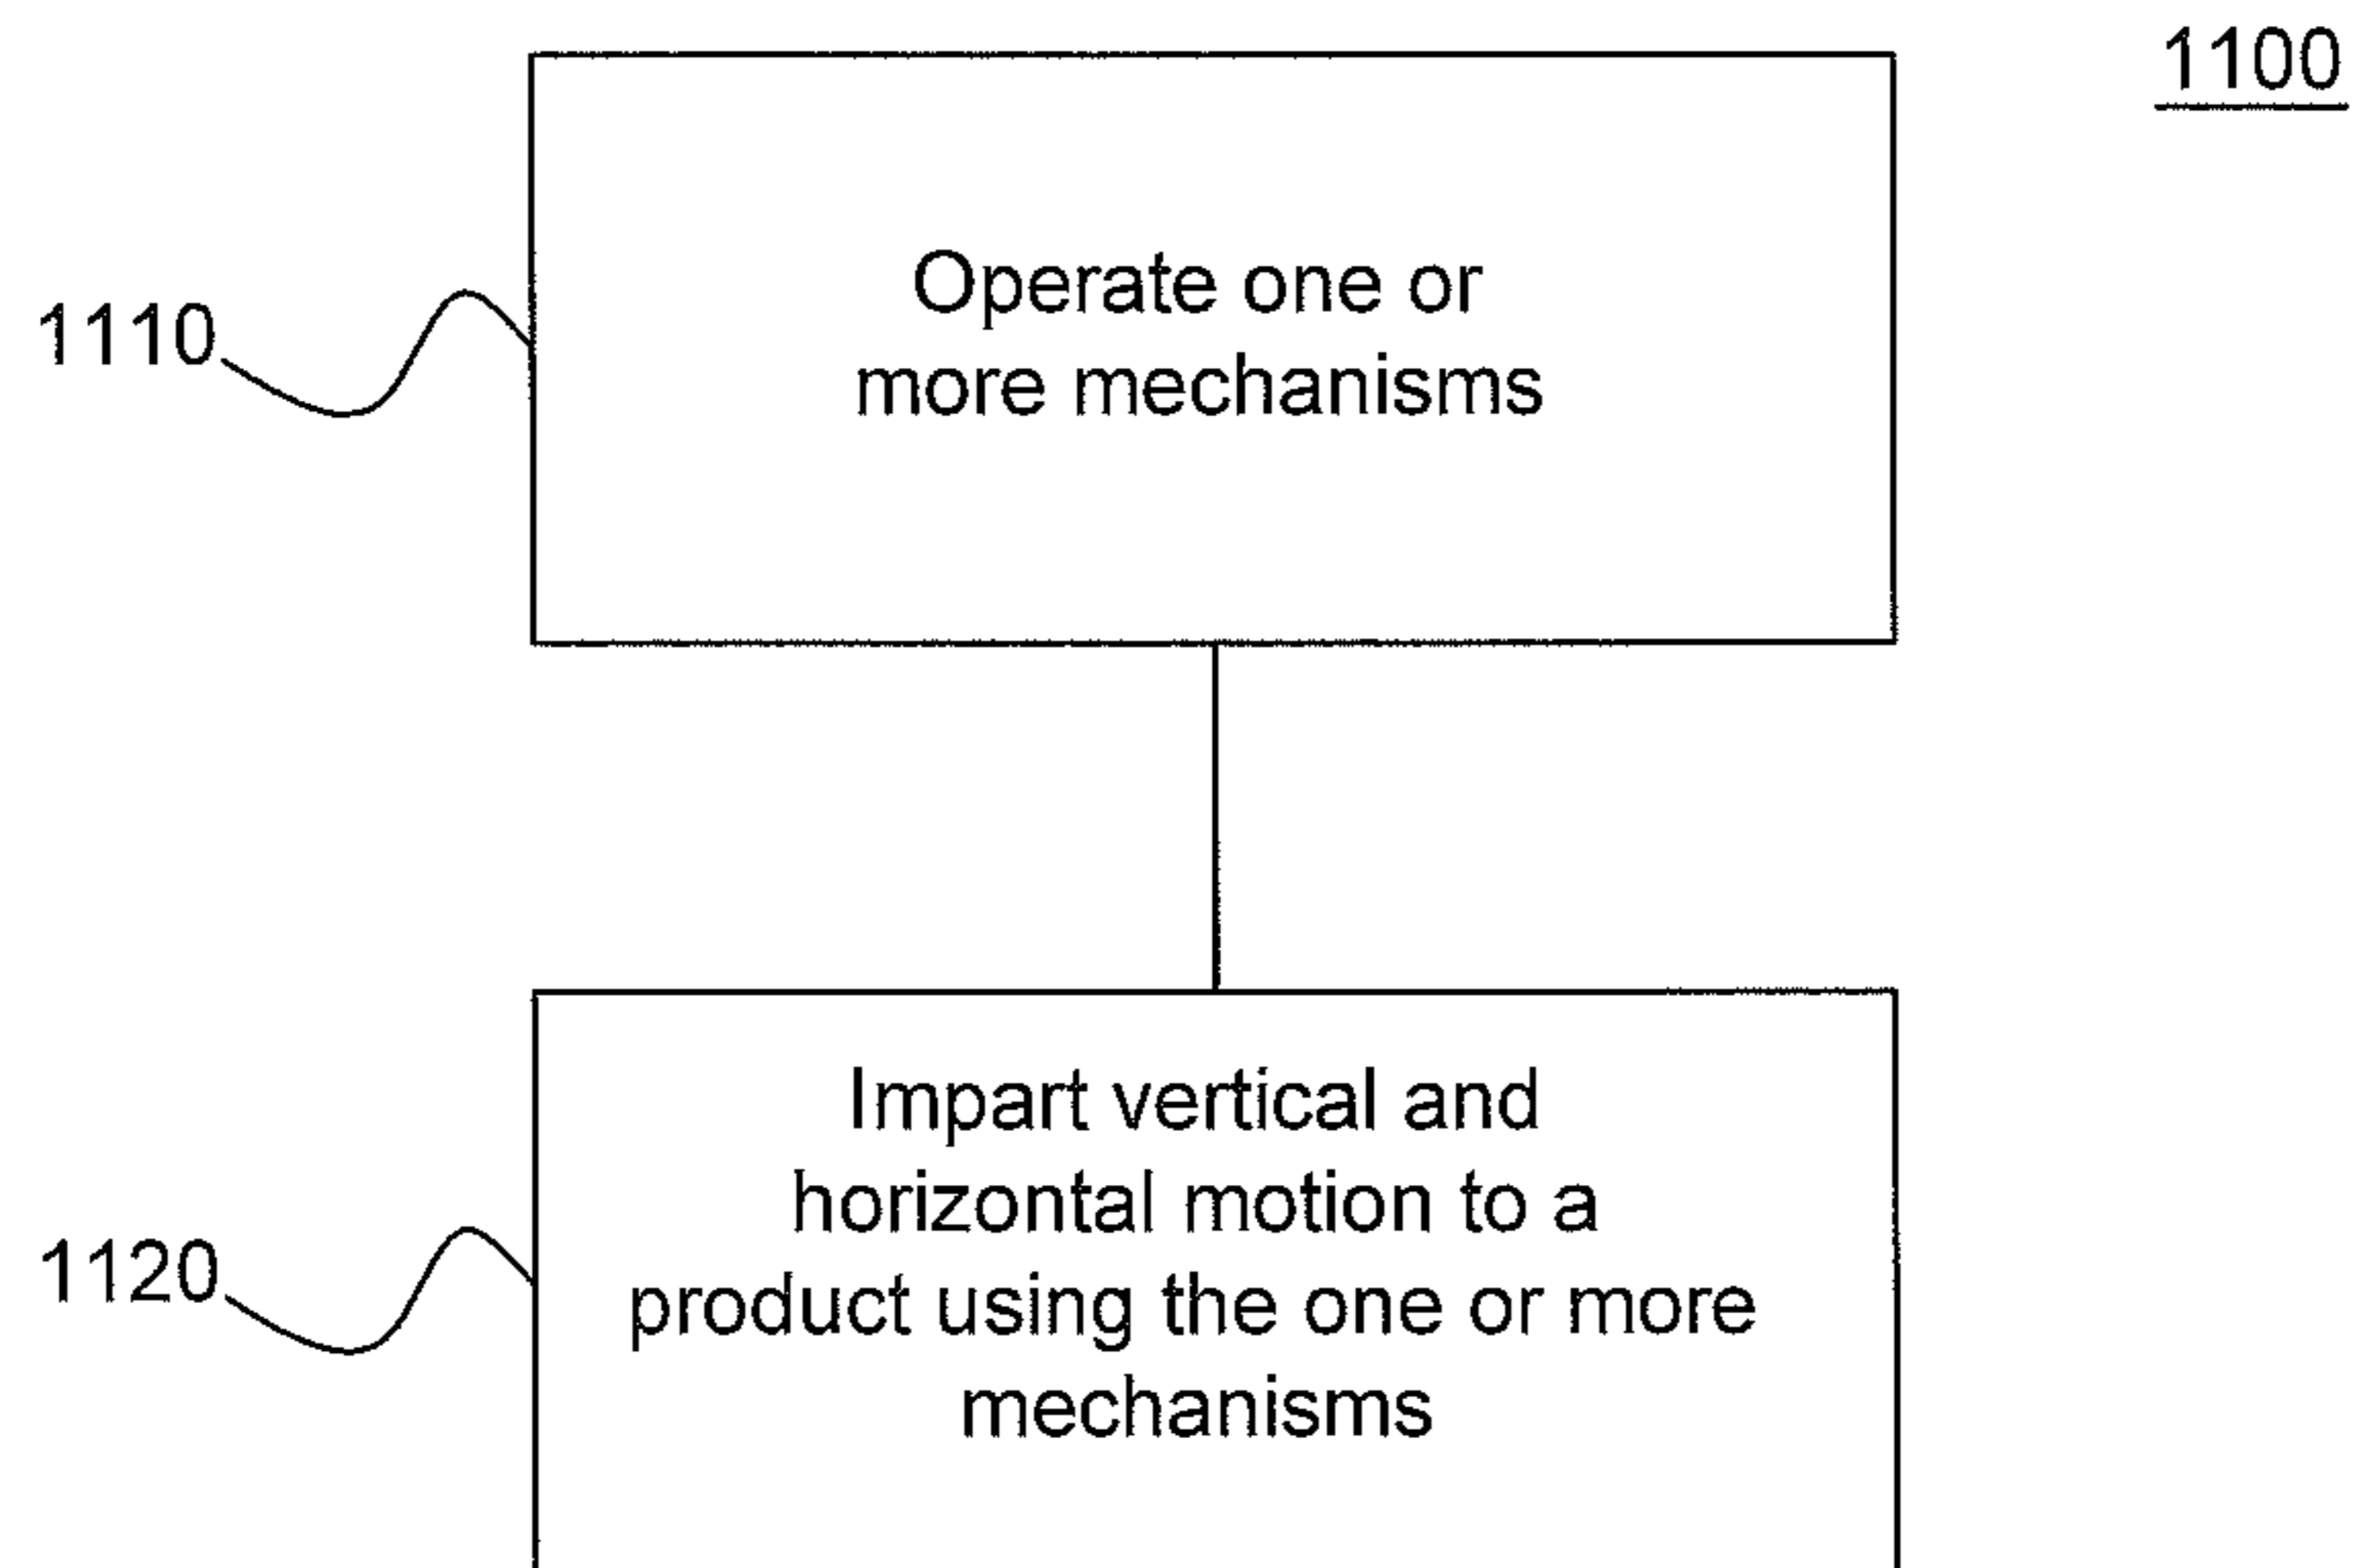 1100
Operate one or
more mechanisms
1110
Impart vertical and
horizontal motion to a
product using the one or more
mechanisms
1120